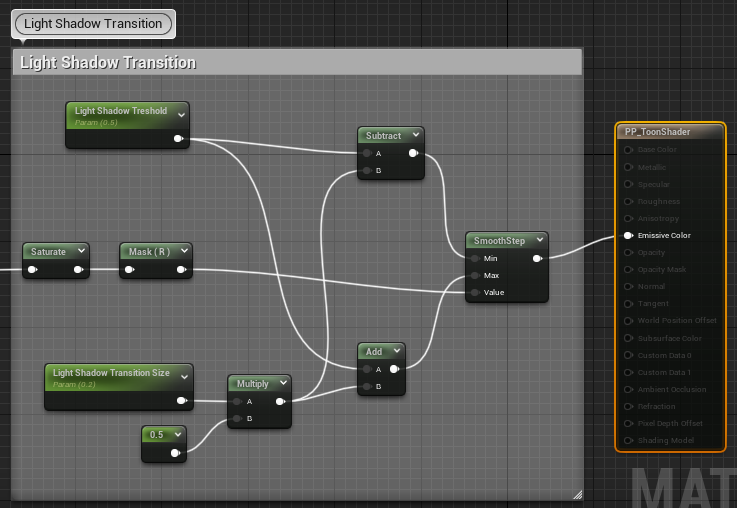 Light Shadow Transition
Light Shadow Transition
Light Shadow Treshold
Param (0.5)
Subtract
A
B
PP_ToonShader
Base Color
Metallic
Specular
Roughness
Anisotropy
Emissive Color
Opacity
Opacity Mask
Normal
Tangent
World Position Offset
Subsurface Color
Custom Data 0
Custom Data 1
Ambient Occlusion
Refraction
Pixel Depth Offset
Shading Model
Saturate
Mask ( R )
SmoothStep
Min
Max
Value
Light Shadow Transition Size
Param (0.2)
Multiply
A
B
0.5
Add
A
B
MAT